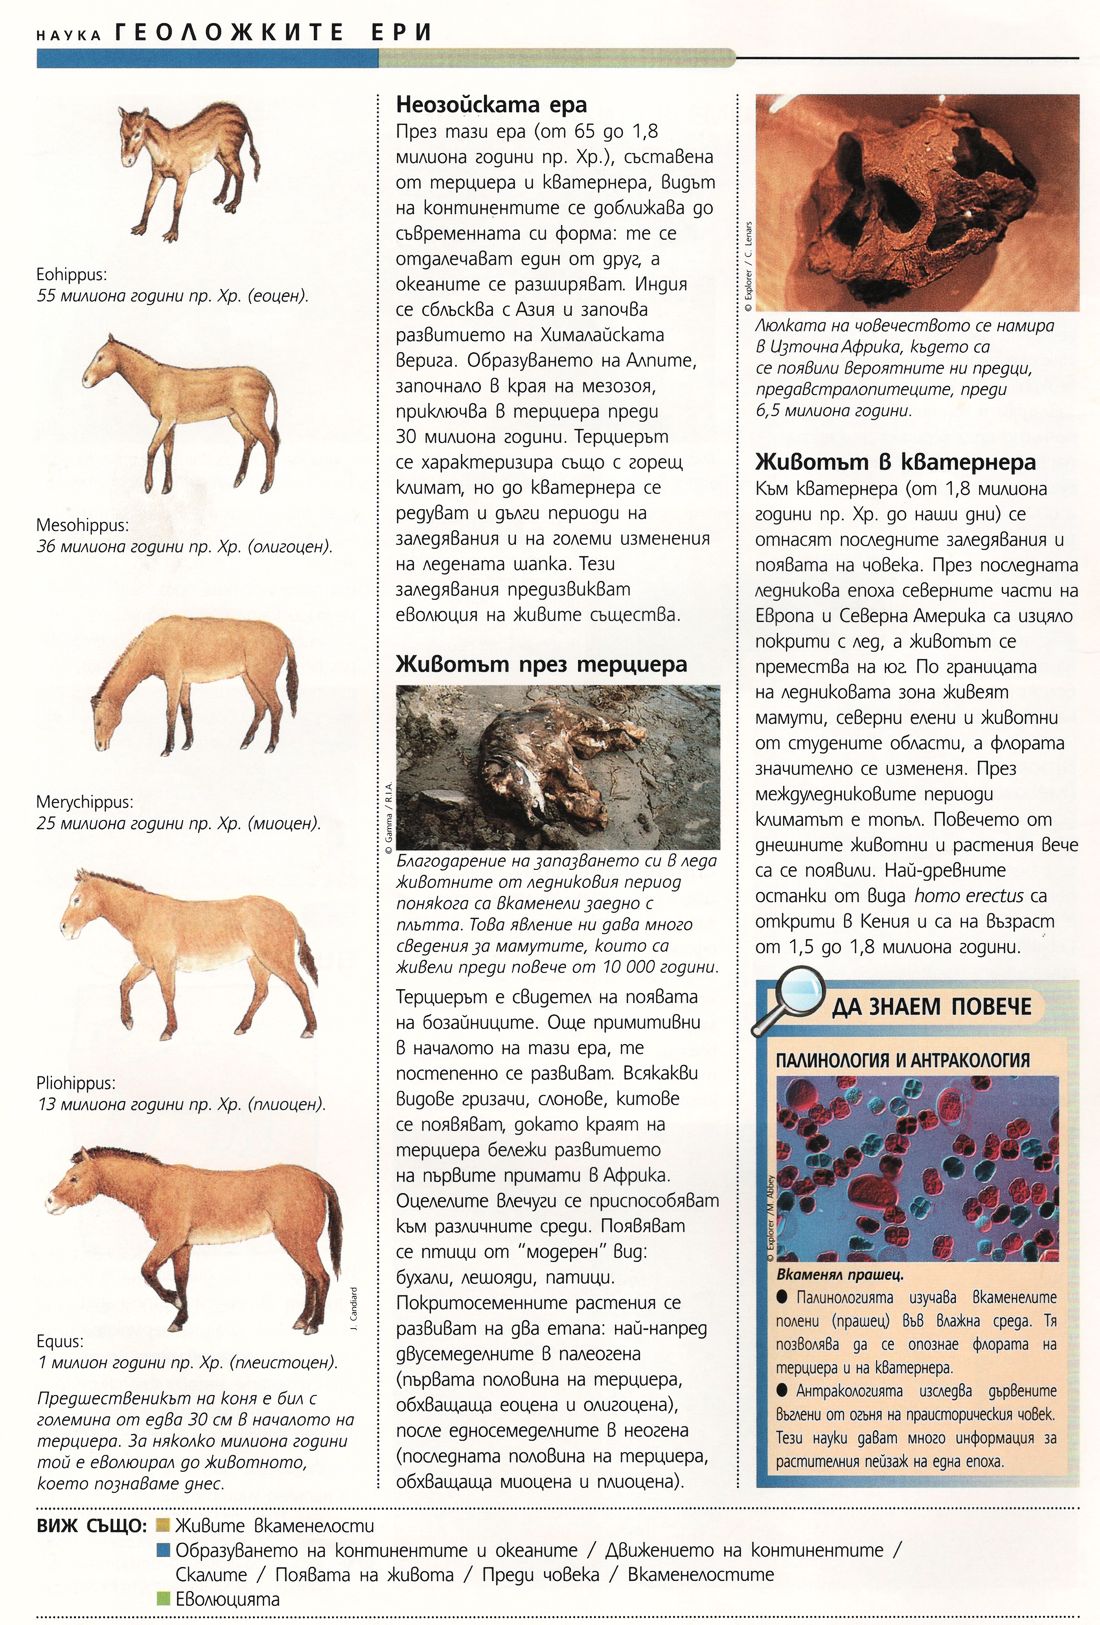 НАУКА ГЕОЛОЖКИТЕ ЕРИ
Eohippus:
55 милиона години пр. Хр. (еоцен).
Mesohippus:
36 милиона години пр. Хр. (олигоцен).
Merychippus:
25 милиона години пр. Хр. (миоцен).
Pliohippus:
13 милиона години пр. Хр. (плиоцен).
J. Candiard
Equus:
1 милион години пр. Хр. (плеистоцен).
Предшественикът на коня е бил с
големина от едва 30 см в началото на
терциера. За няколко милиона години
той е еволюирал до животното,
което познаваме днес.
Неозойската ера
През тази ера (от 65 до 1,8
милиона години пр. Хр.), съставена
от терциера и кватернера, видът
на континентите се доближава до
съвременната си форма: те се
отдалечават един от друг, а
океаните се разширяват. Индия
се сблъсква с Азия и започва
развитието на Хималайската
верига. Образуването на Алпите,
започнало в края на мезозоя,
приключва в терциера преди
30 милиона години. Терциерът
се характеризира също с горещ
климат, но до кватернера се
редуват и дълги периоди на
заледявания и на големи изменения
на ледената шапка. Тези
заледявания предизвикват
еволюция на живите същества.
Животът през терциера
© Gamma / R.I.A.
Благодарение на запазването си в леда
животните от ледниковия период
понякога са вкаменели заедно с
плътта. Това явление ни дава много
сведения за мамутите, които са
живели преди повече от 10 000 години.
Терциерът е свидетел на появата
на бозайниците. Още примитивни
в началото на тази ера, те
постепенно се развиват. Всякакви
видове гризачи, слонове, китове
се появяват, докато краят на
терциера бележи развитието
на първите примати в Африка.
Оцелелите влечуги се приспособяват
към различните среди. Появяват
се птици от “модерен” вид:
бухали, лешояди, патици.
Покритосеменните растения се
развиват на два етапа: най-напред
двусемеделните в палеогена
(първата половина на терциера,
обхващаща еоцена и олигоцена),
после едносемеделните в неогена
(последната половина на терциера,
обхващаща миоцена и плиоцена).
© Explorer / C. Lenars
Люлката на човечеството се намира
в Източна Африка, където са
се появили вероятните ни предци,
предавстралопитеците, преди
6,5 милиона години.
Животът в кватернера
Към кватернера (от 1,8 милиона
години пр. Хр. до наши дни) се
отнасят последните заледявания и
появата на човека. През последната
ледникова епоха северните части на
Европа и Северна Америка са изцяло
покрити с лед, а животът се
премества на юг. По границата
на ледниковата зона живеят
мамути, северни елени и животни
от студените области, а флората
значително се изменя. През
междуледниковите периоди
климатът е топъл. Повечето от
днешните животни и растения вече
са се появили. Най-древните
останки от вида homo erectus са
открити в Кения и са на възраст
от 1,5 до 1,8 милиона години.
ДА ЗНАЕМ ПОВЕЧЕ
ПАЛИНОЛОГИЯ И АНТРАКОЛОГИЯ
© Explorer / M. Abbey
Вкаменял прашец.
● Палинологията изучава вкаменелите
полени (прашец) във влажна среда. Тя
позволява да се опознае флората на
терциера и на кватернера.
● Антракологията изследва дървените
въглени от огъня на праисторическия човек.
Тези науки дават много информация за
растителния пейзаж на една епоха.
ВИЖ СЪЩО: Живите вкаменелости
Образуването на континентите и океаните / Движението на континентите /
Скалите / Появата на живота / Преди човека / Вкаменелостите
Еволюцията